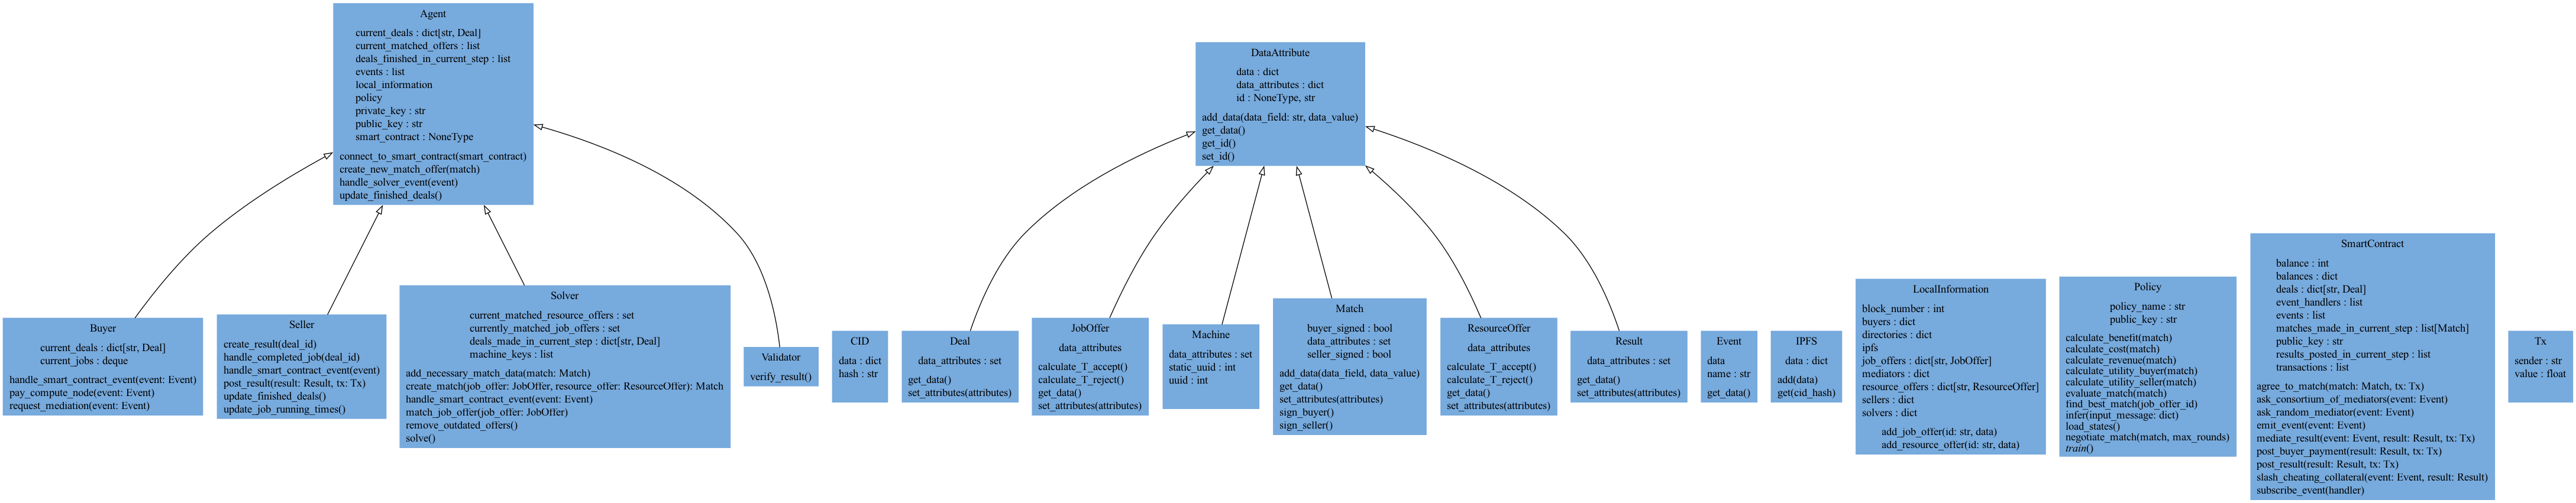 Agent
current_deals : dict[str, Deal]
current_matched_offers : list
deals_finished_in_current_step : list
events : list
local_information
policy
private_key : str
public_key : str
smart_contract : NoneType
connect_to_smart_contract(smart_contract)
create_new_match_offer(match)
handle_solver_event(event)
update_finished_deals()
DataAttribute
data : dict
data_attributes : dict
id : NoneType, str
add_data(data_field: str, data_value)
get_data()
get_id()
set_id()
Buyer
current_deals : dict[str, Deal]
current_jobs : deque
handle_smart_contract_event(event: Event)
pay_compute_node(event: Event)
request_mediation(event: Event)
Seller
create_result(deal_id)
handle_completed_job(deal_id)
handle_smart_contract_event(event)
post_result(result: Result, tx: Tx)
update_finished_deals()
update_job_running_times()
Solver
current_matched_resource_offers : set
currently_matched_job_offers : set
deals_made_in_current_step : dict[str, Deal]
machine_keys : list
add_necessary_match_data(match: Match)
create_match(job_offer: JobOffer, resource_offer: ResourceOffer): Match
handle_smart_contract_event(event: Event)
match_job_offer(job_offer: JobOffer)
remove_outdated_offers()
solve()
Validator
verify_result()
CID
data : dict
hash : str
Deal
data_attributes : set
get_data()
set_attributes(attributes)
JobOffer
data_attributes
calculate_T_accept()
calculate_T_reject()
get_data()
set_attributes(attributes)
Machine
data_attributes : set
static_uuid : int
uuid : int
Match
buyer_signed : bool
data_attributes : set
seller_signed : bool
add_data(data_field, data_value)
get_data()
set_attributes(attributes)
sign_buyer()
sign_seller()
ResourceOffer
data_attributes
calculate_T_accept()
calculate_T_reject()
get_data()
set_attributes(attributes)
Result
data_attributes : set
get_data()
set_attributes(attributes)
Event
data
name : str
get_data()
IPFS
data : dict
add(data)
get(cid_hash)
LocalInformation
block_number : int
buyers : dict
directories : dict
ipfs
job_offers : dict[str, JobOffer]
mediators : dict
resource_offers : dict[str, ResourceOffer]
sellers : dict
solvers : dict
add_job_offer(id: str, data)
add_resource_offer(id: str, data)
Policy
policy_name : str
public_key : str
calculate_benefit(match)
calculate_cost(match)
calculate_revenue(match)
calculate_utility_buyer(match)
calculate_utility_seller(match)
evaluate_match(match)
find_best_match(job_offer_id)
infer(input_message: dict)
load_states()
negotiate_match(match, max_rounds)
train()
SmartContract
balance : int
balances : dict
deals : dict[str, Deal]
event_handlers : list
events : list
matches_made_in_current_step : list[Match]
public_key : str
results_posted_in_current_step : list
transactions : list
agree_to_match(match: Match, tx: Tx)
ask_consortium_of_mediators(event: Event)
ask_random_mediator(event: Event)
emit_event(event: Event)
mediate_result(event: Event, result: Result, tx: Tx)
post_buyer_payment(result: Result, tx: Tx)
post_result(result: Result, tx: Tx)
slash_cheating_collateral(event: Event, result: Result)
subscribe_event(handler)
Tx
sender : str
value : float